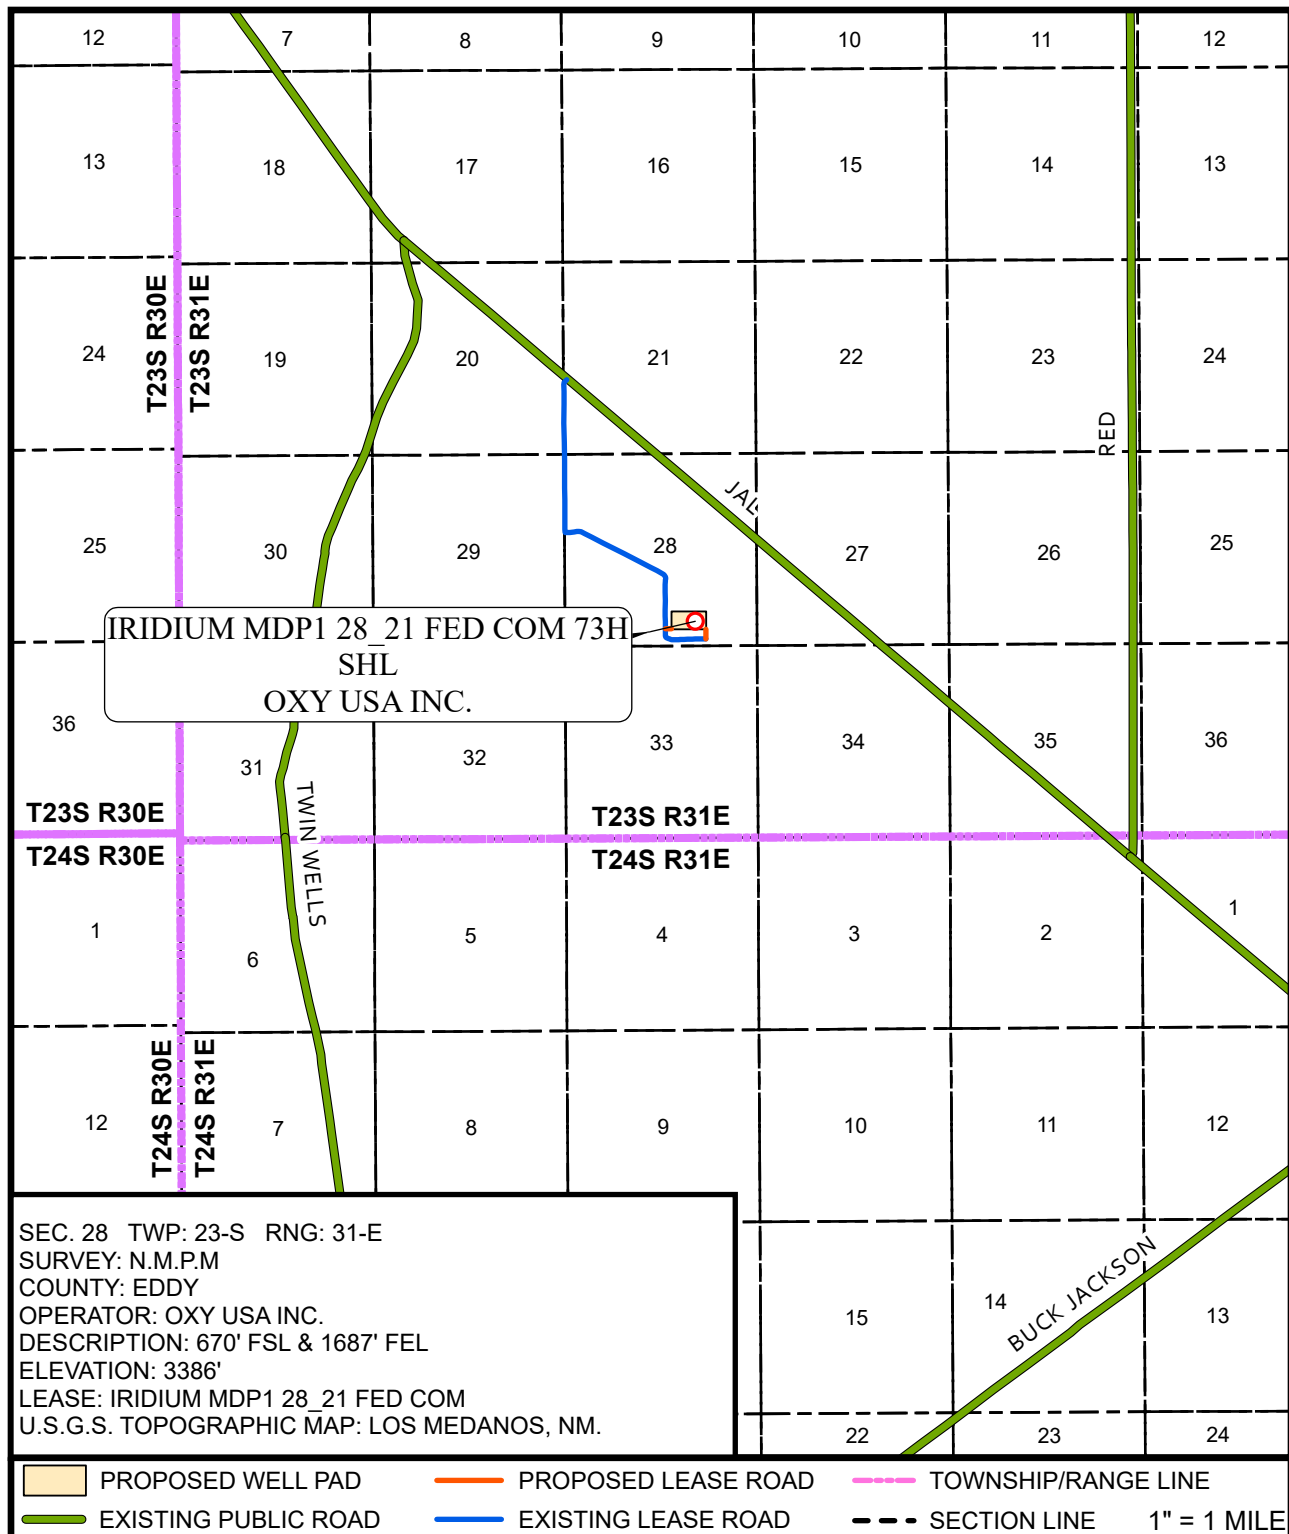 12 7 8 9 10 11 12
13 18 17 16 15 14 13
T23S R30E
T23S R31E
24 19 20 21 22 23 24
RED
JAL
25 30 29 28 27 26 25
IRIDIUM MDP1 28_21 FED COM 73H
SHL
OXY USA INC.
36 31 32 33 34 35 36
TWIN WELLS
T23S R30E
T23S R31E
T24S R30E
T24S R31E
1 6 5 4 3 2 1
T24S R30E
T24S R31E
12 7 8 9 10 11 12
15 14 13
BUCK JACKSON
22 23 24
SEC. 28 TWP: 23-S RNG: 31-E
SURVEY: N.M.P.M
COUNTY: EDDY
OPERATOR: OXY USA INC.
DESCRIPTION: 670' FSL & 1687' FEL
ELEVATION: 3386'
LEASE: IRIDIUM MDP1 28_21 FED COM
U.S.G.S. TOPOGRAPHIC MAP: LOS MEDANOS, NM.
PROPOSED WELL PAD
PROPOSED LEASE ROAD
TOWNSHIP/RANGE LINE
EXISTING PUBLIC ROAD
EXISTING LEASE ROAD
SECTION LINE
1" = 1 MILE